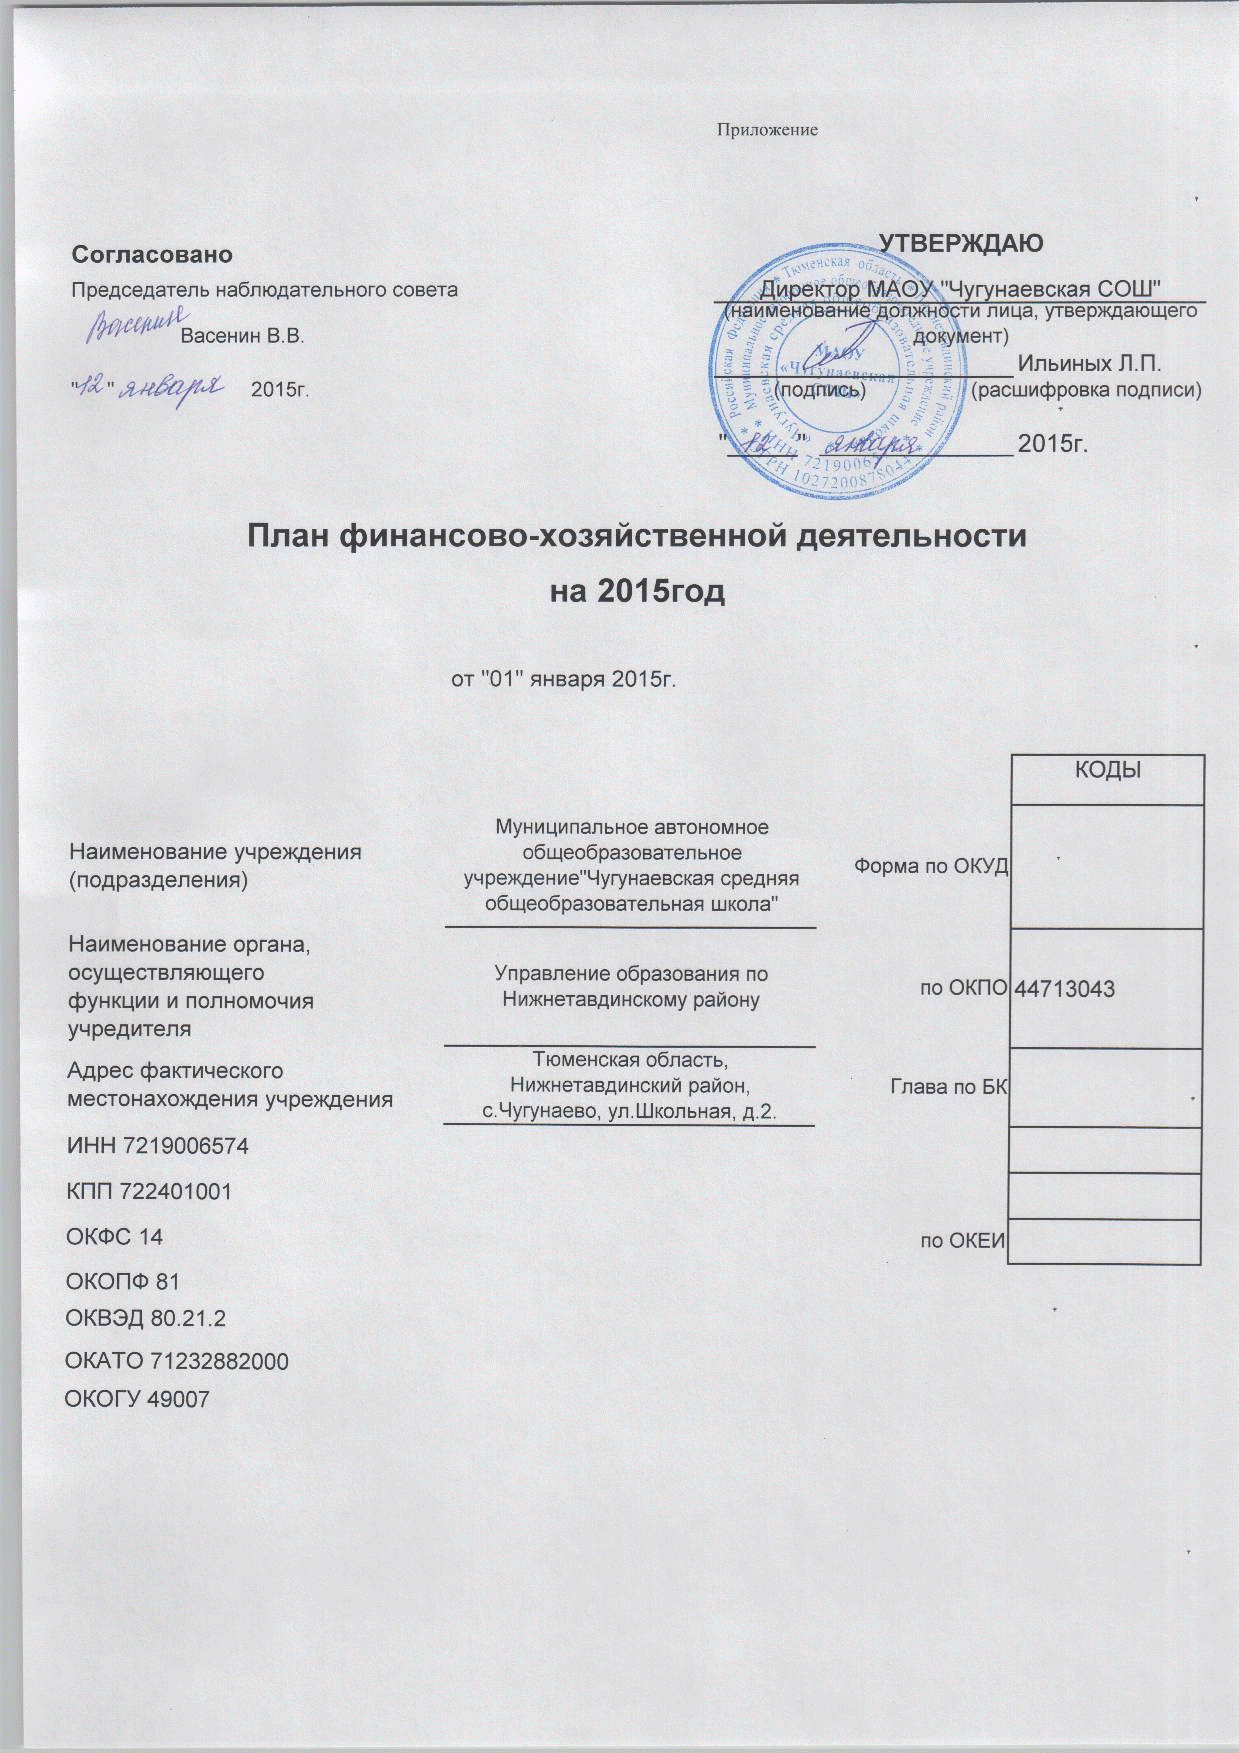 Приложение
Согласовано
Председатель наблюдательного совета
Васенин
Васенин В.В.
"12" января 2015г.
УТВЕРЖДАЮ
Директор МАОУ "Чугунаевская СОШ"
(наименование должности лица, утверждающего
документ)
Ильиных Л.П.
(подпись) (расшифровка подписи)
"12" января 2015г.
МАОУ
«Чугунаевская
СОШ»
План финансово-хозяйственной деятельности
на 2015год
от "01" января 2015г.
КОДЫ
Наименование учреждения
(подразделения)
Муниципальное автономное
общеобразовательное
учреждение"Чугунаевская средняя
общеобразовательная школа"
Форма по ОКУД
Наименование органа,
осуществляющего
функции и полномочия
учредителя
Управление образования по
Нижнетавдинскому району
по ОКПО 44713043
Адрес фактического
местонахождения учреждения
Тюменская область,
Нижнетавдинский район,
с.Чугунаево, ул.Школьная, д.2.
Глава по БК
ИНН 7219006574
КПП 722401001
ОКФС 14
по ОКЕИ
ОКОПФ 81
ОКВЭД 80.21.2
ОКАТО 71232882000
ОКОГУ 49007